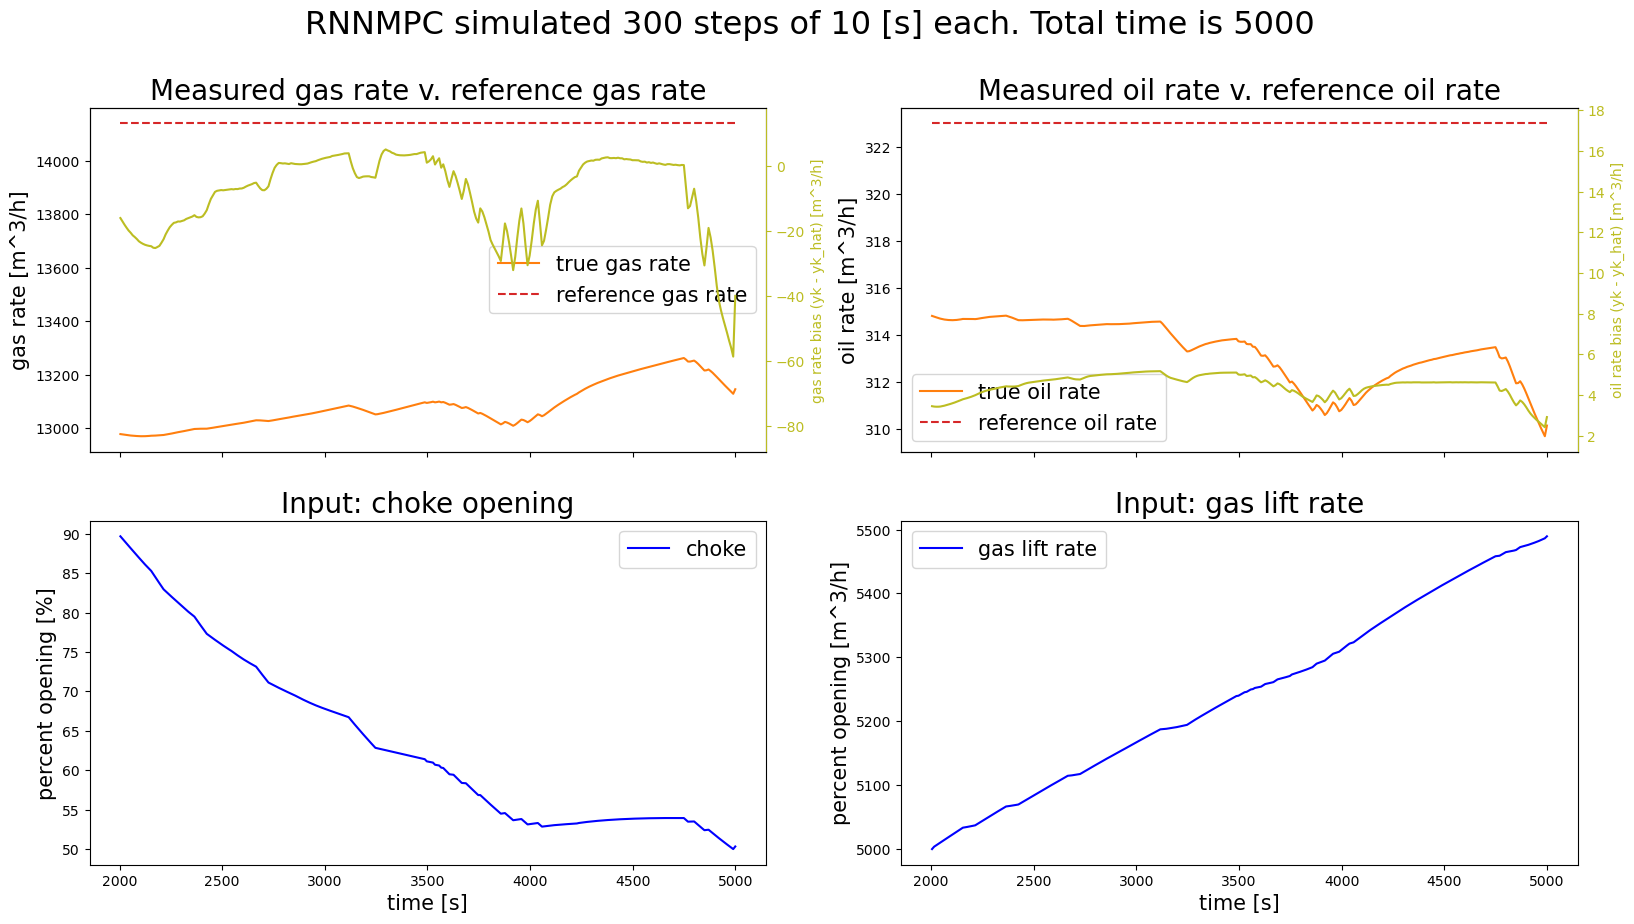 RNNMPC simulated 300 steps of 10 [s] each. Total time is 5000
Measured gas rate v. reference gas rate
gas rate [m^3/h]
14000
13800
13600
13400
13200
13000
0
−20
−40
−60
−80
gas rate bias (yk - yk_hat) [m^3/h]
true gas rate
reference gas rate
Measured oil rate v. reference oil rate
oil rate [m^3/h]
322
320
318
316
314
312
310
18
16
14
12
10
8
6
4
2
oil rate bias (yk - yk_hat) [m^3/h]
true oil rate
reference oil rate
Input: choke opening
percent opening [%]
90
85
80
75
70
65
60
55
50
choke
2000 2500 3000 3500 4000 4500 5000
time [s]
Input: gas lift rate
percent opening [m^3/h]
5500
5400
5300
5200
5100
5000
gas lift rate
2000 2500 3000 3500 4000 4500 5000
time [s]